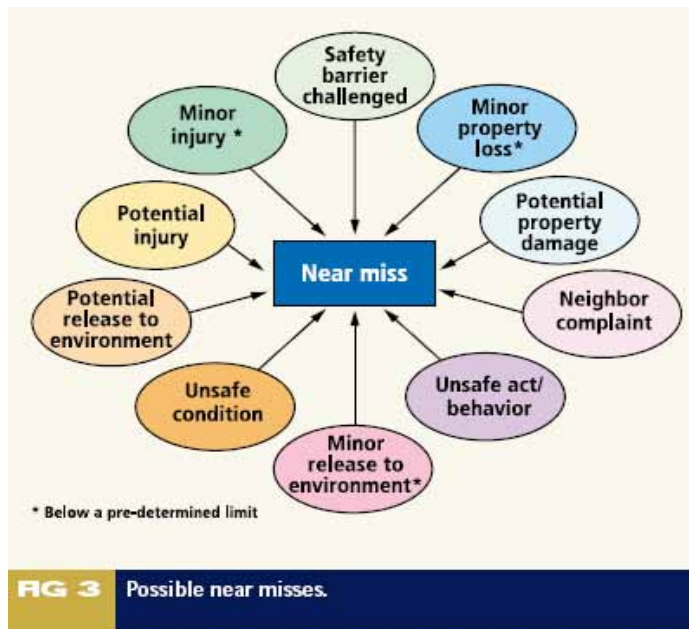 Safety
barrier
challenged
Minor
injury *
Minor
property
loss*
Potential
injury
Potential
property
damage
Near miss
Potential
release to
environment
Neighbor
complaint
Unsafe
condition
Unsafe act/
behavior
Minor
release to
environment*
* Below a pre-determined limit
FIG 3
Possible near misses.